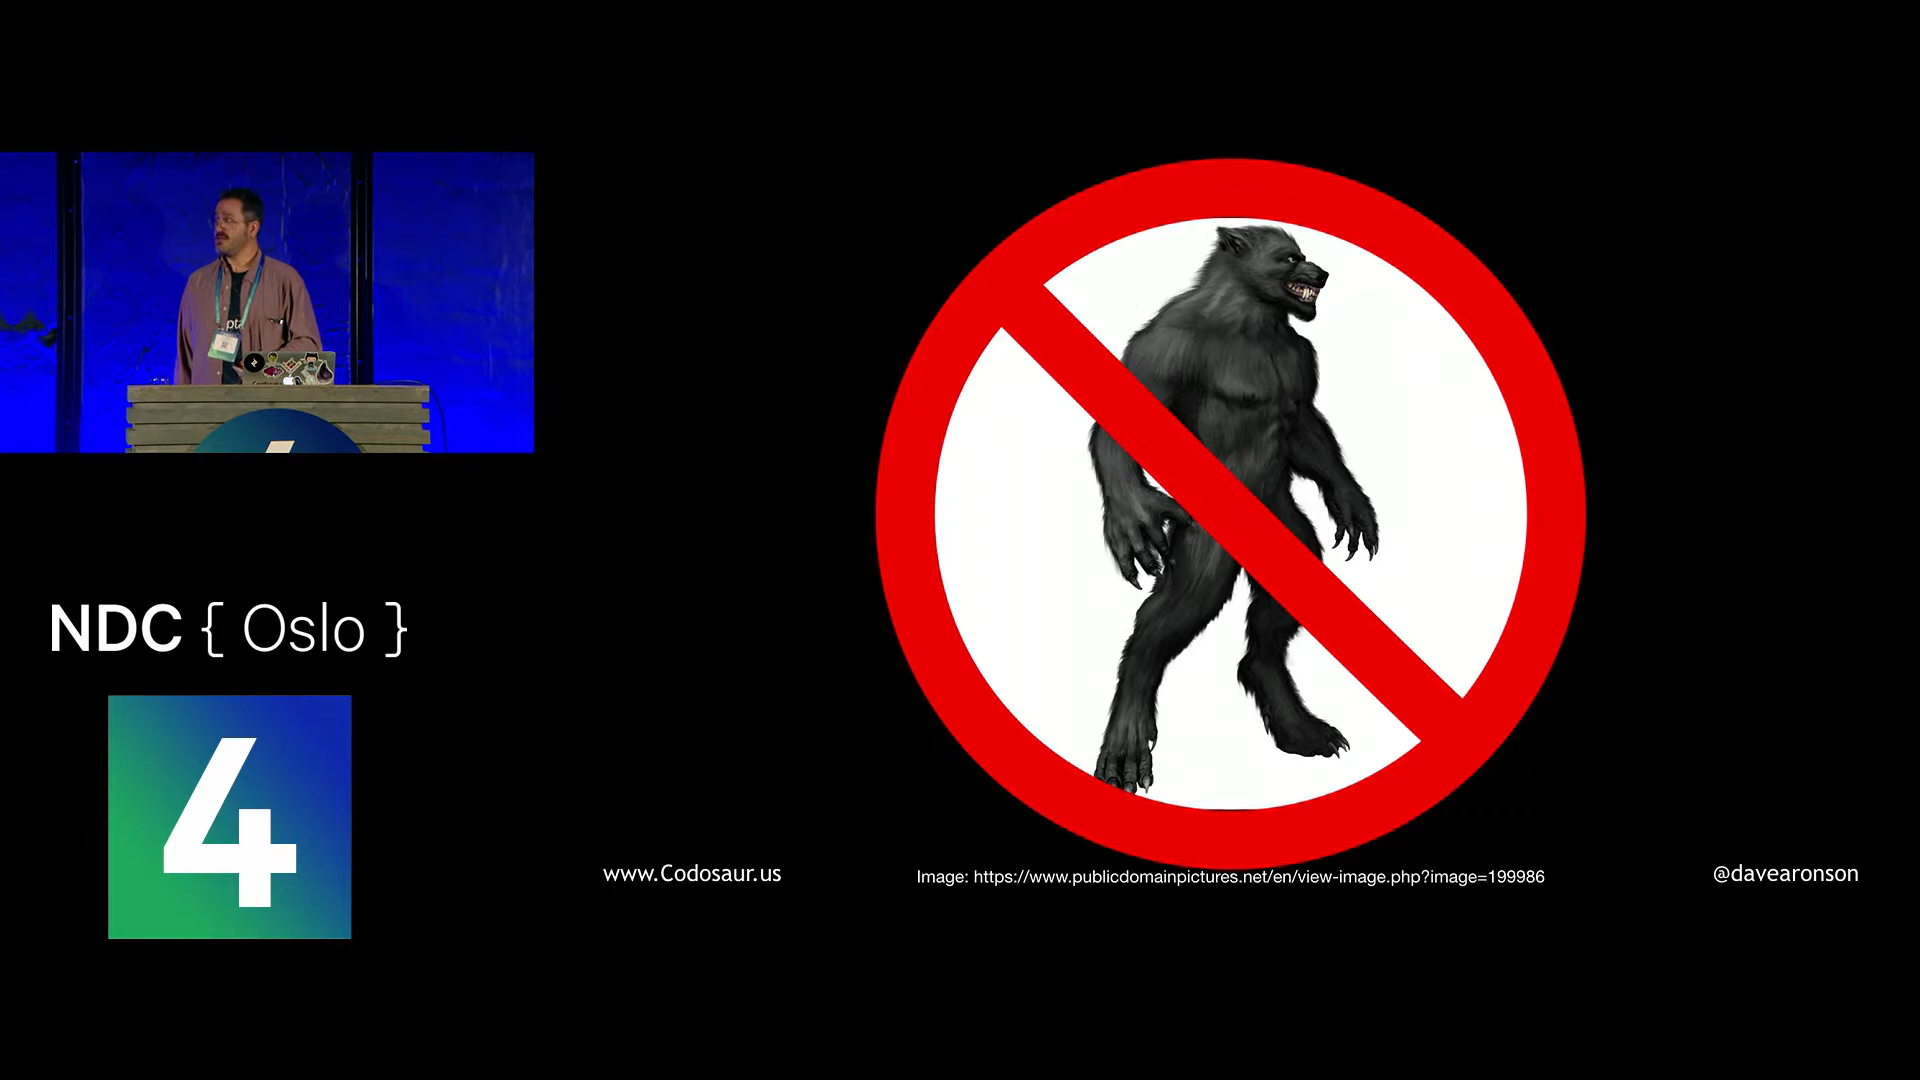 NDC { Oslo }
4
www.Codosaur.us
Image: https://www.publicdomainpictures.net/en/view-image.php?image=199986
@davearonson